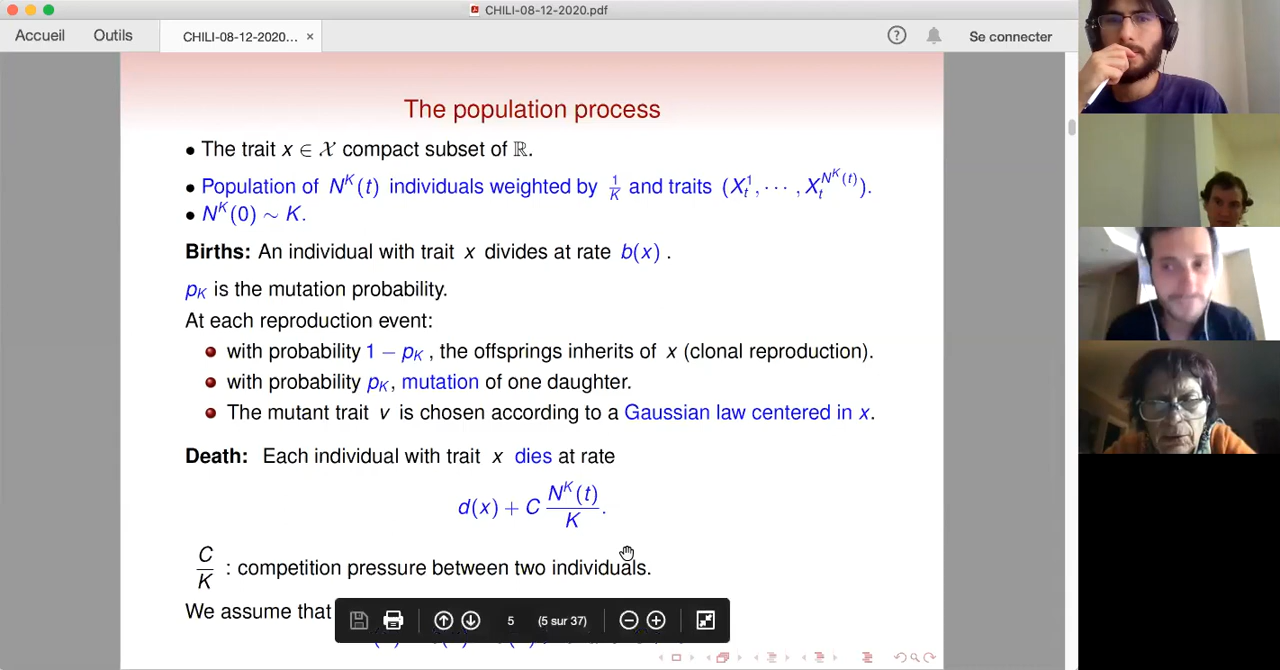 CHILI-08-12-2020.pdf
Accueil Outils CHILI-08-12-2020... × ? Se connecter
The population process
• The trait x ∈ 𝒳 compact subset of ℝ.
• Population of N^K(t) individuals weighted by 1/K and traits (X_t^1, ⋯ , X_t^{N^K(t)}).
• N^K(0) ∼ K.
Births: An individual with trait x divides at rate b(x) .
p_K is the mutation probability.
At each reproduction event:
with probability 1 − p_K , the offsprings inherits of x (clonal reproduction).
with probability p_K, mutation of one daughter.
The mutant trait v is chosen according to a Gaussian law centered in x.
Death: Each individual with trait x dies at rate
d(x) + C N^K(t)/K.
C/K : competition pressure between two individuals.
We assume that
5 (5 sur 37)